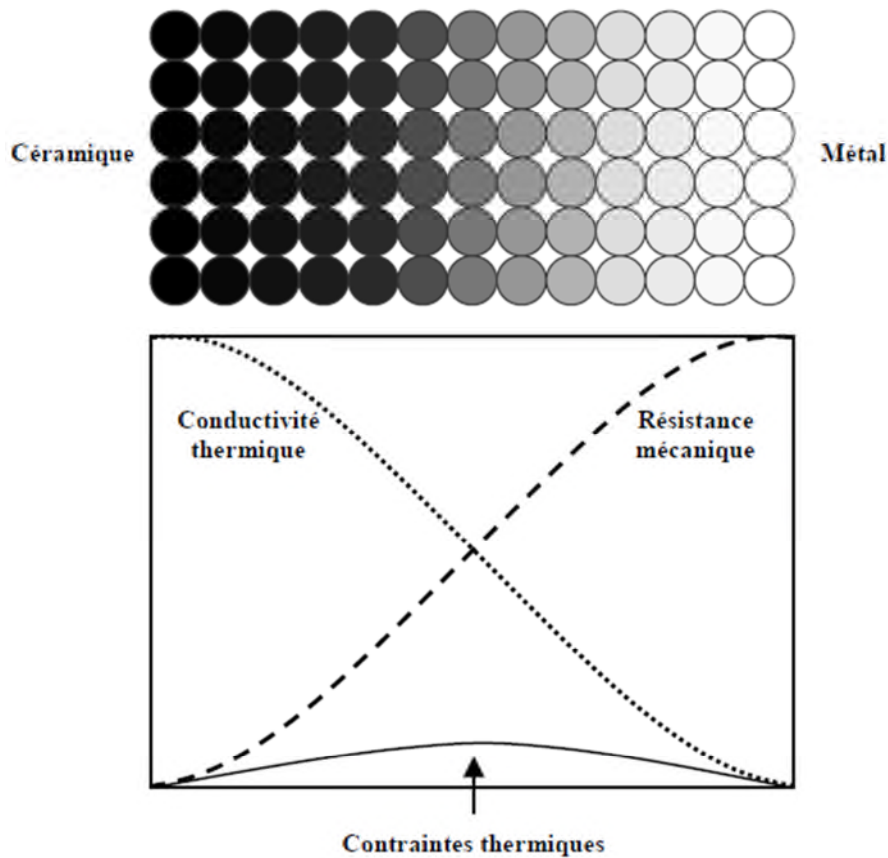 Céramique
Métal
Conductivité
thermique
Résistance
mécanique
Contraintes thermiques